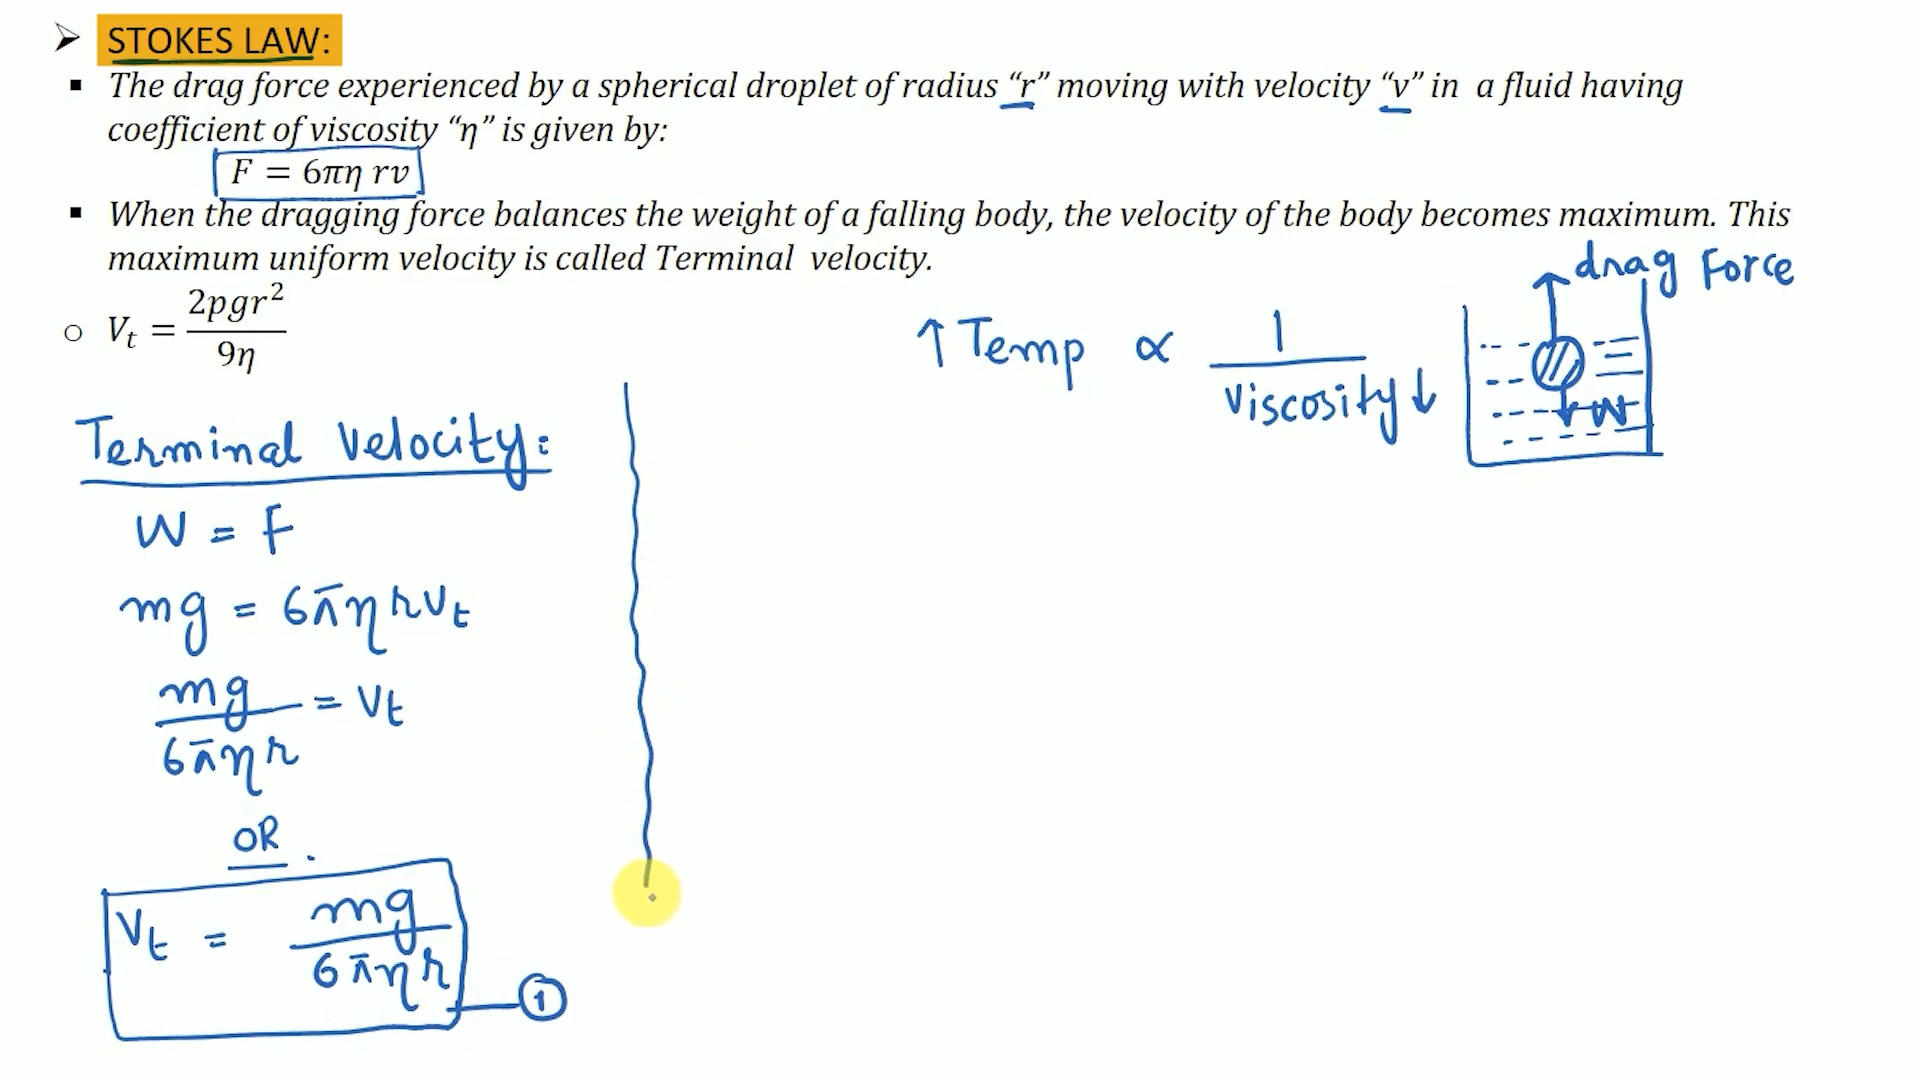 STOKES LAW:
The drag force experienced by a spherical droplet of radius “r” moving with velocity “v” in a fluid having
coefficient of viscosity “η” is given by:
F = 6πη rv
When the dragging force balances the weight of a falling body, the velocity of the body becomes maximum. This
maximum uniform velocity is called Terminal velocity.
V_t = 2pgr²/9η
drag Force
↑ Temp ∝ 1/Viscosity ↓
W
Terminal Velocity:
W = F
mg = 6πηrv_t
mg/6πηr = V_t
OR
V_t = mg/6πηr
1